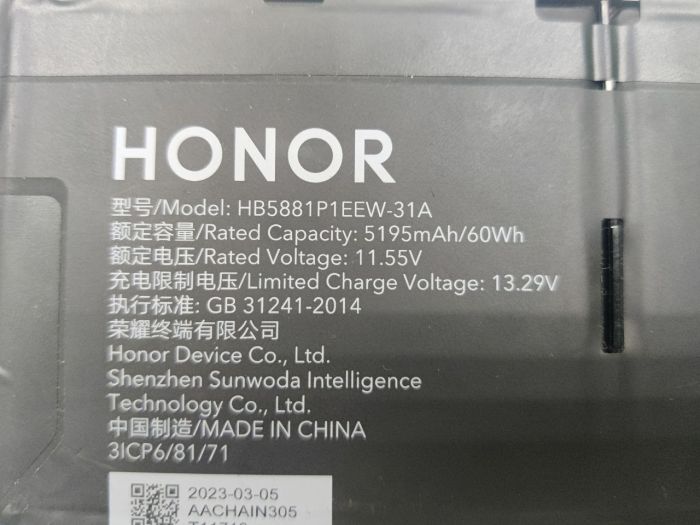 HONOR
型号/Model: HB5881P1EEW-31A
额定容量/Rated Capacity: 5195mAh/60Wh
额定电压/Rated Voltage: 11.55V
充电限制电压/Limited Charge Voltage: 13.29V
执行标准: GB 31241-2014
荣耀终端有限公司
Honor Device Co., Ltd.
Shenzhen Sunwoda Intelligence
Technology Co., Ltd.
中国制造/MADE IN CHINA
3ICP6/81/71
2023-03-05
AACHAIN305